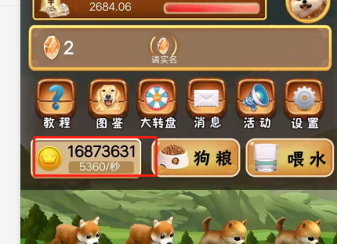 2684.06
2
请实名
教程 图鉴 大转盘 消息 活动 设置
16873631
5360/秒
狗粮
喂水